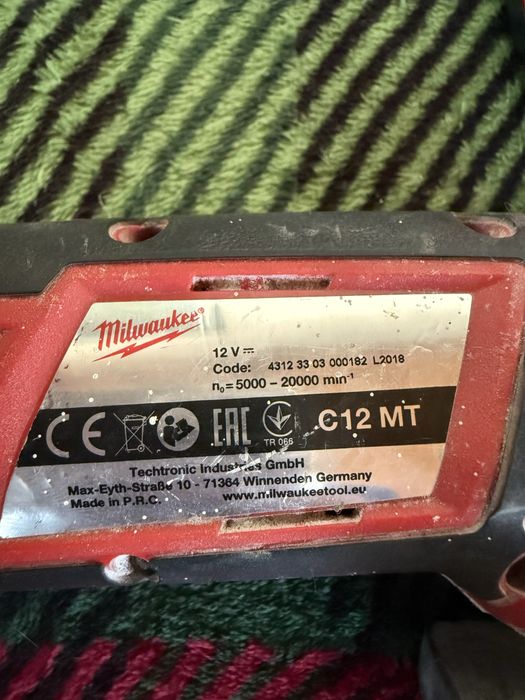 Milwaukee®
12 V
Code: 4312 33 03 000182 L2018
n₀= 5000 – 20000 min⁻¹
CE EAC TR 066 C12 MT
Techtronic Industries GmbH
Max-Eyth-Straße 10 - 71364 Winnenden Germany
Made in P.R.C. www.milwaukeetool.eu